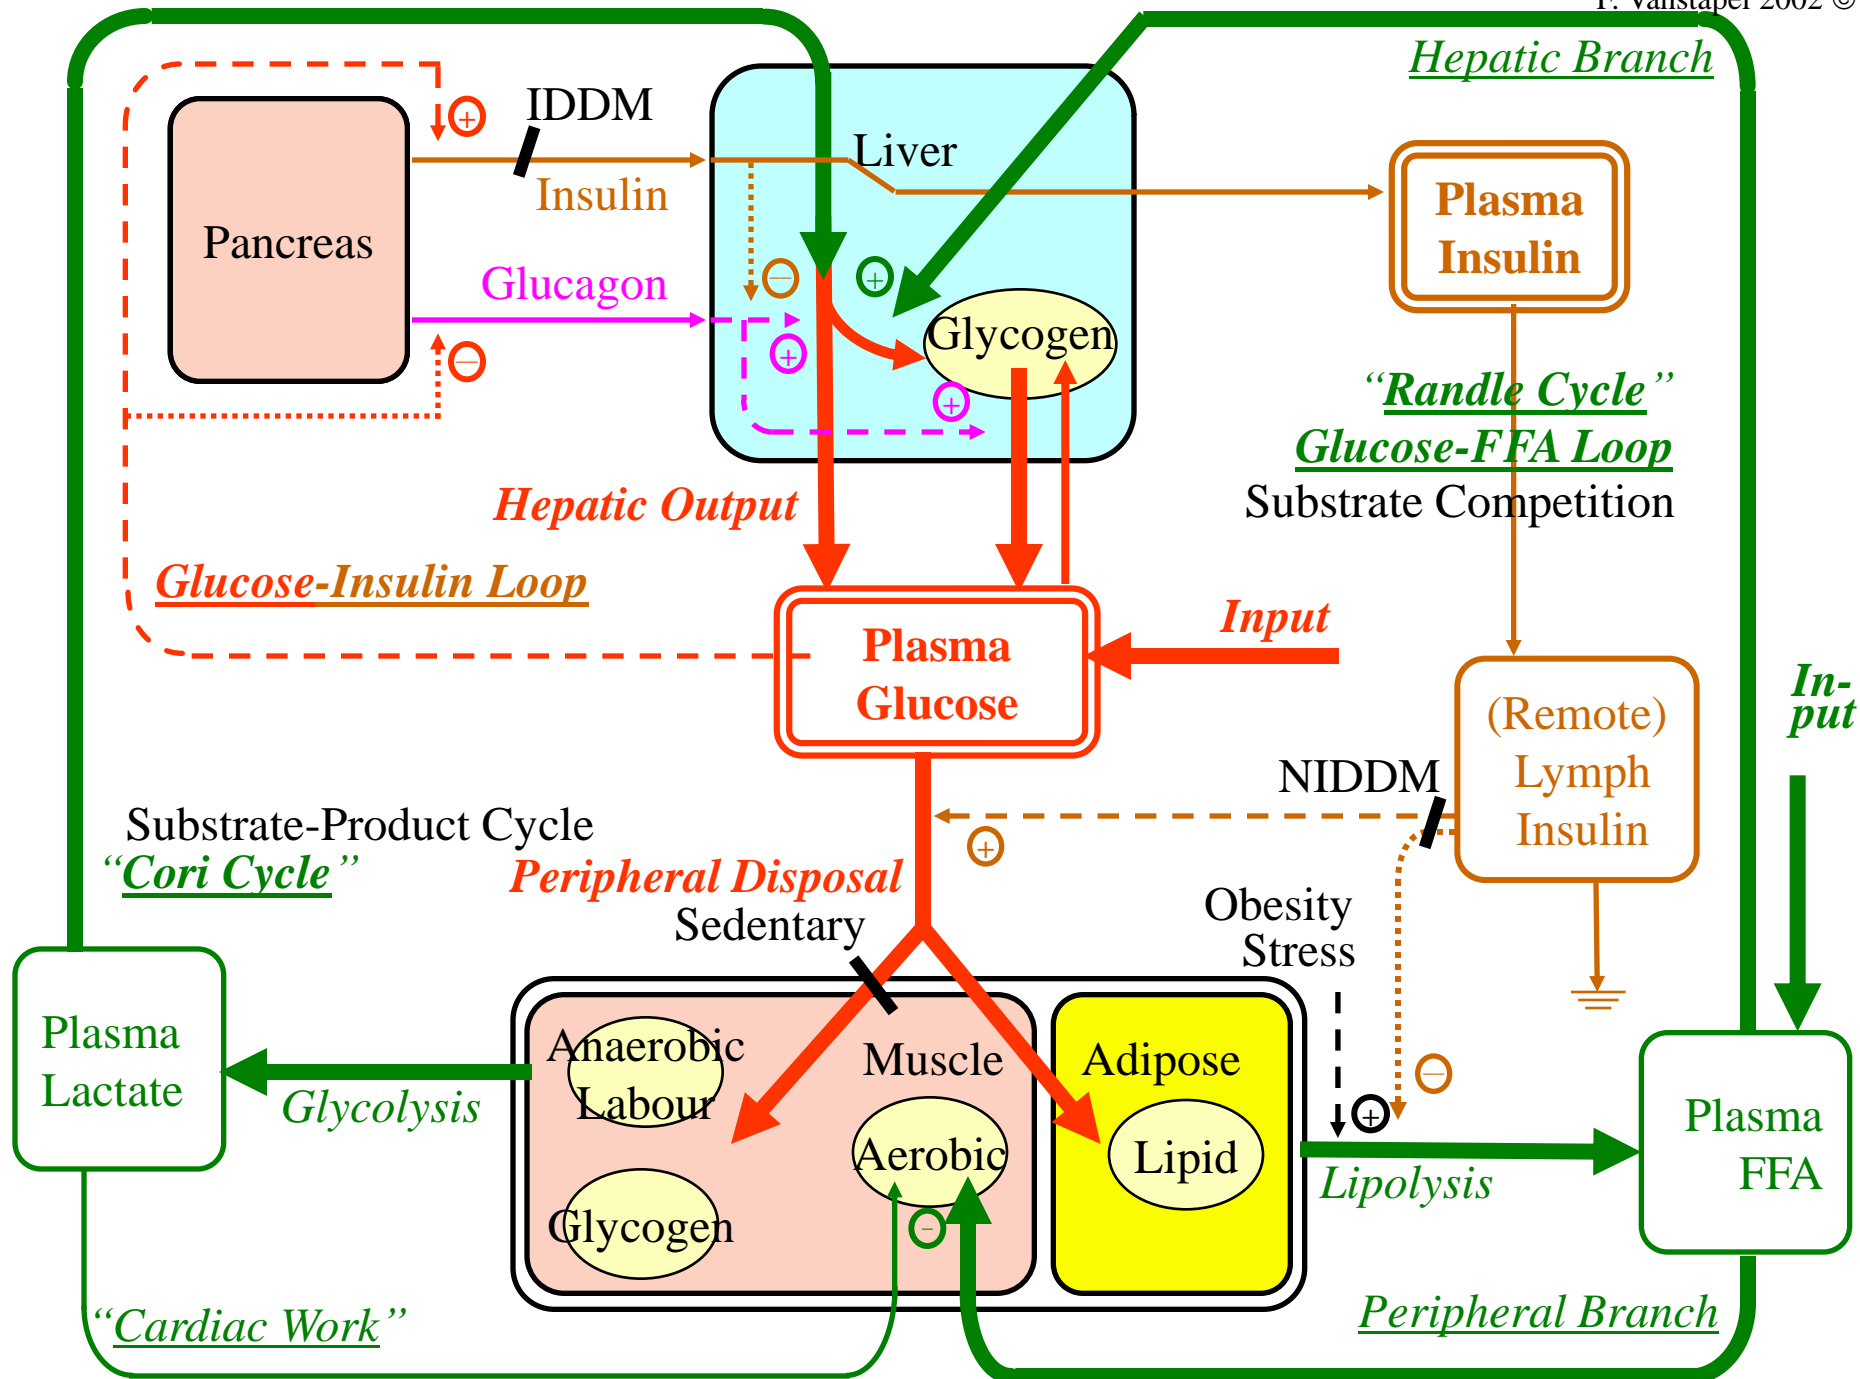 F. Vanstapel 2002 ©
Hepatic Branch
IDDM
+
Liver
Insulin
Plasma
Insulin
Pancreas
Glucagon
−
+
+
Glycogen
−
+
“Randle Cycle”
Glucose-FFA Loop
Substrate Competition
Hepatic Output
Glucose-Insulin Loop
Input
Plasma
Glucose
In-
put
(Remote)
Lymph
Insulin
NIDDM
+
Substrate-Product Cycle
“Cori Cycle”
Peripheral Disposal
Sedentary
Obesity
Stress
Plasma
Lactate
Glycolysis
Anaerobic
Labour
Muscle
Aerobic
Glycogen
-
Adipose
Lipid
−
+
Lipolysis
Plasma
FFA
“Cardiac Work”
Peripheral Branch